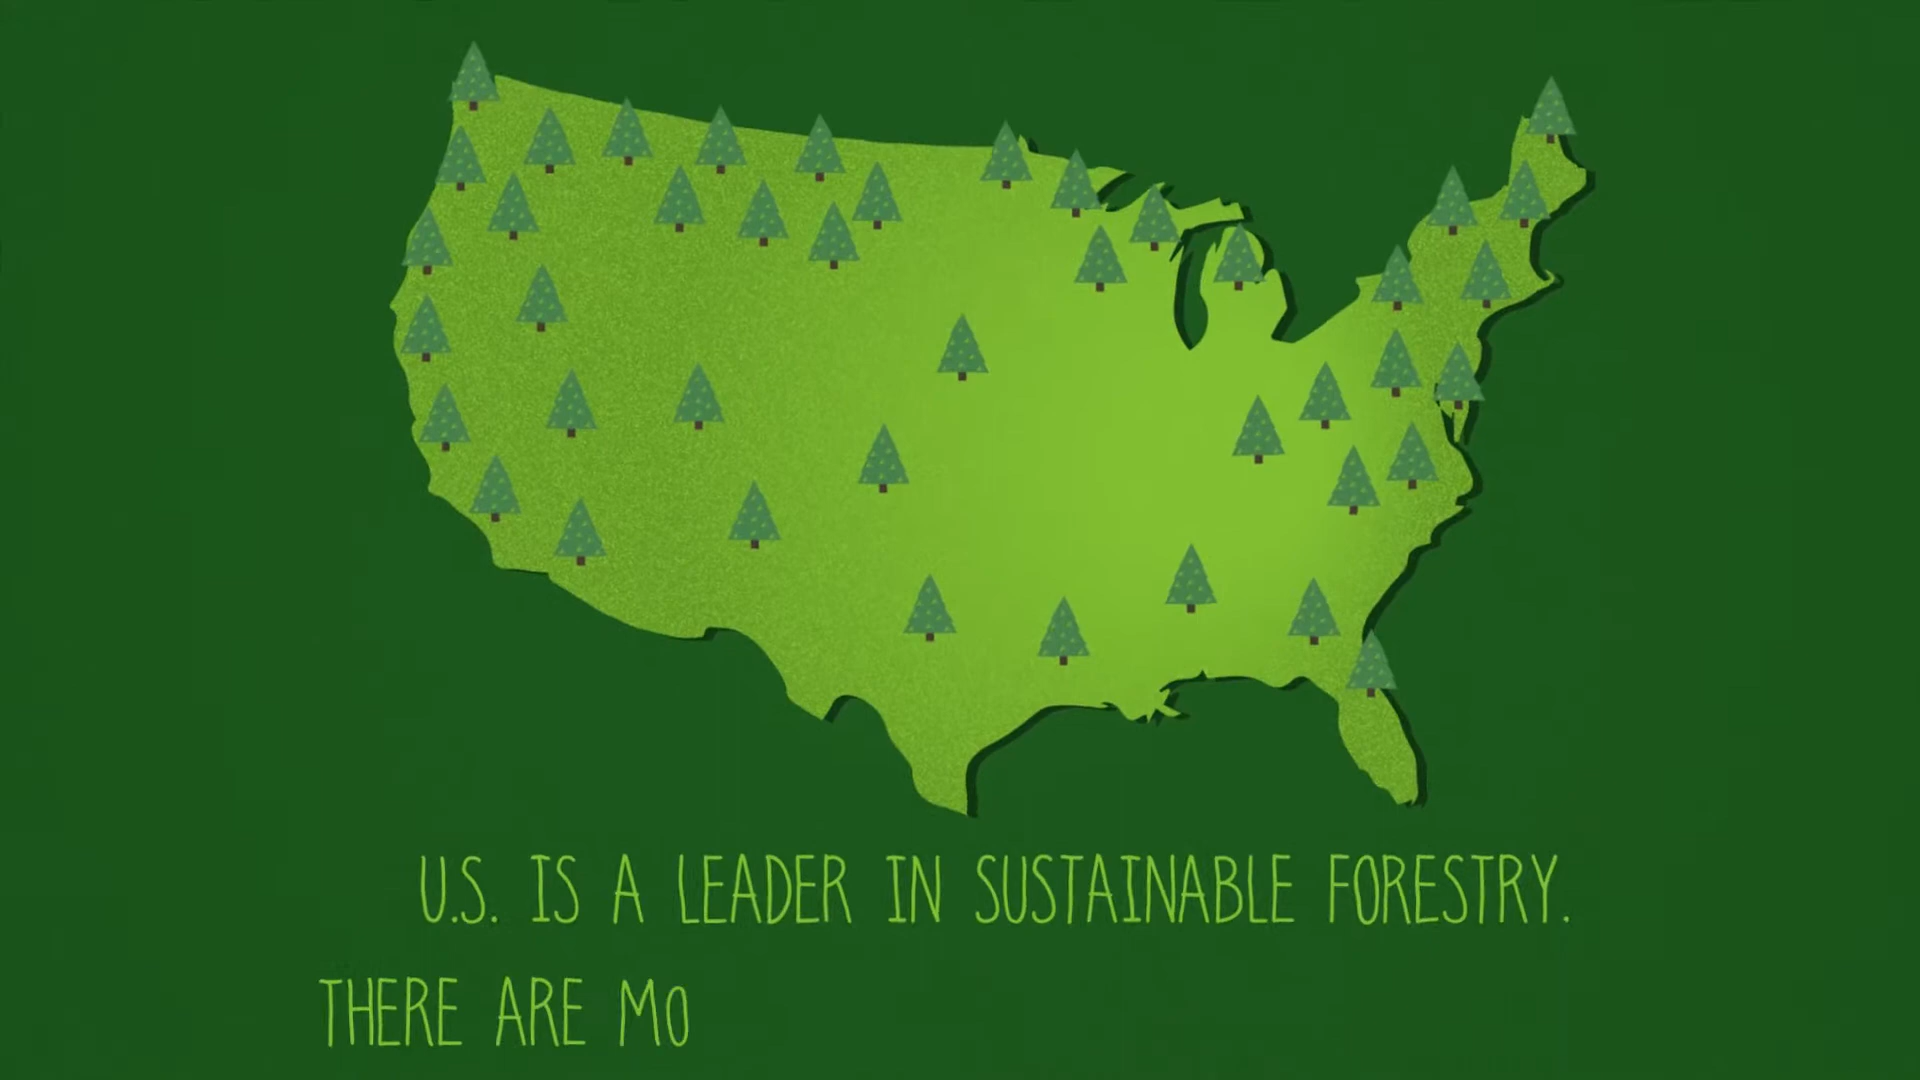 U.S. IS A LEADER IN SUSTAINABLE FORESTRY.
THERE ARE MO